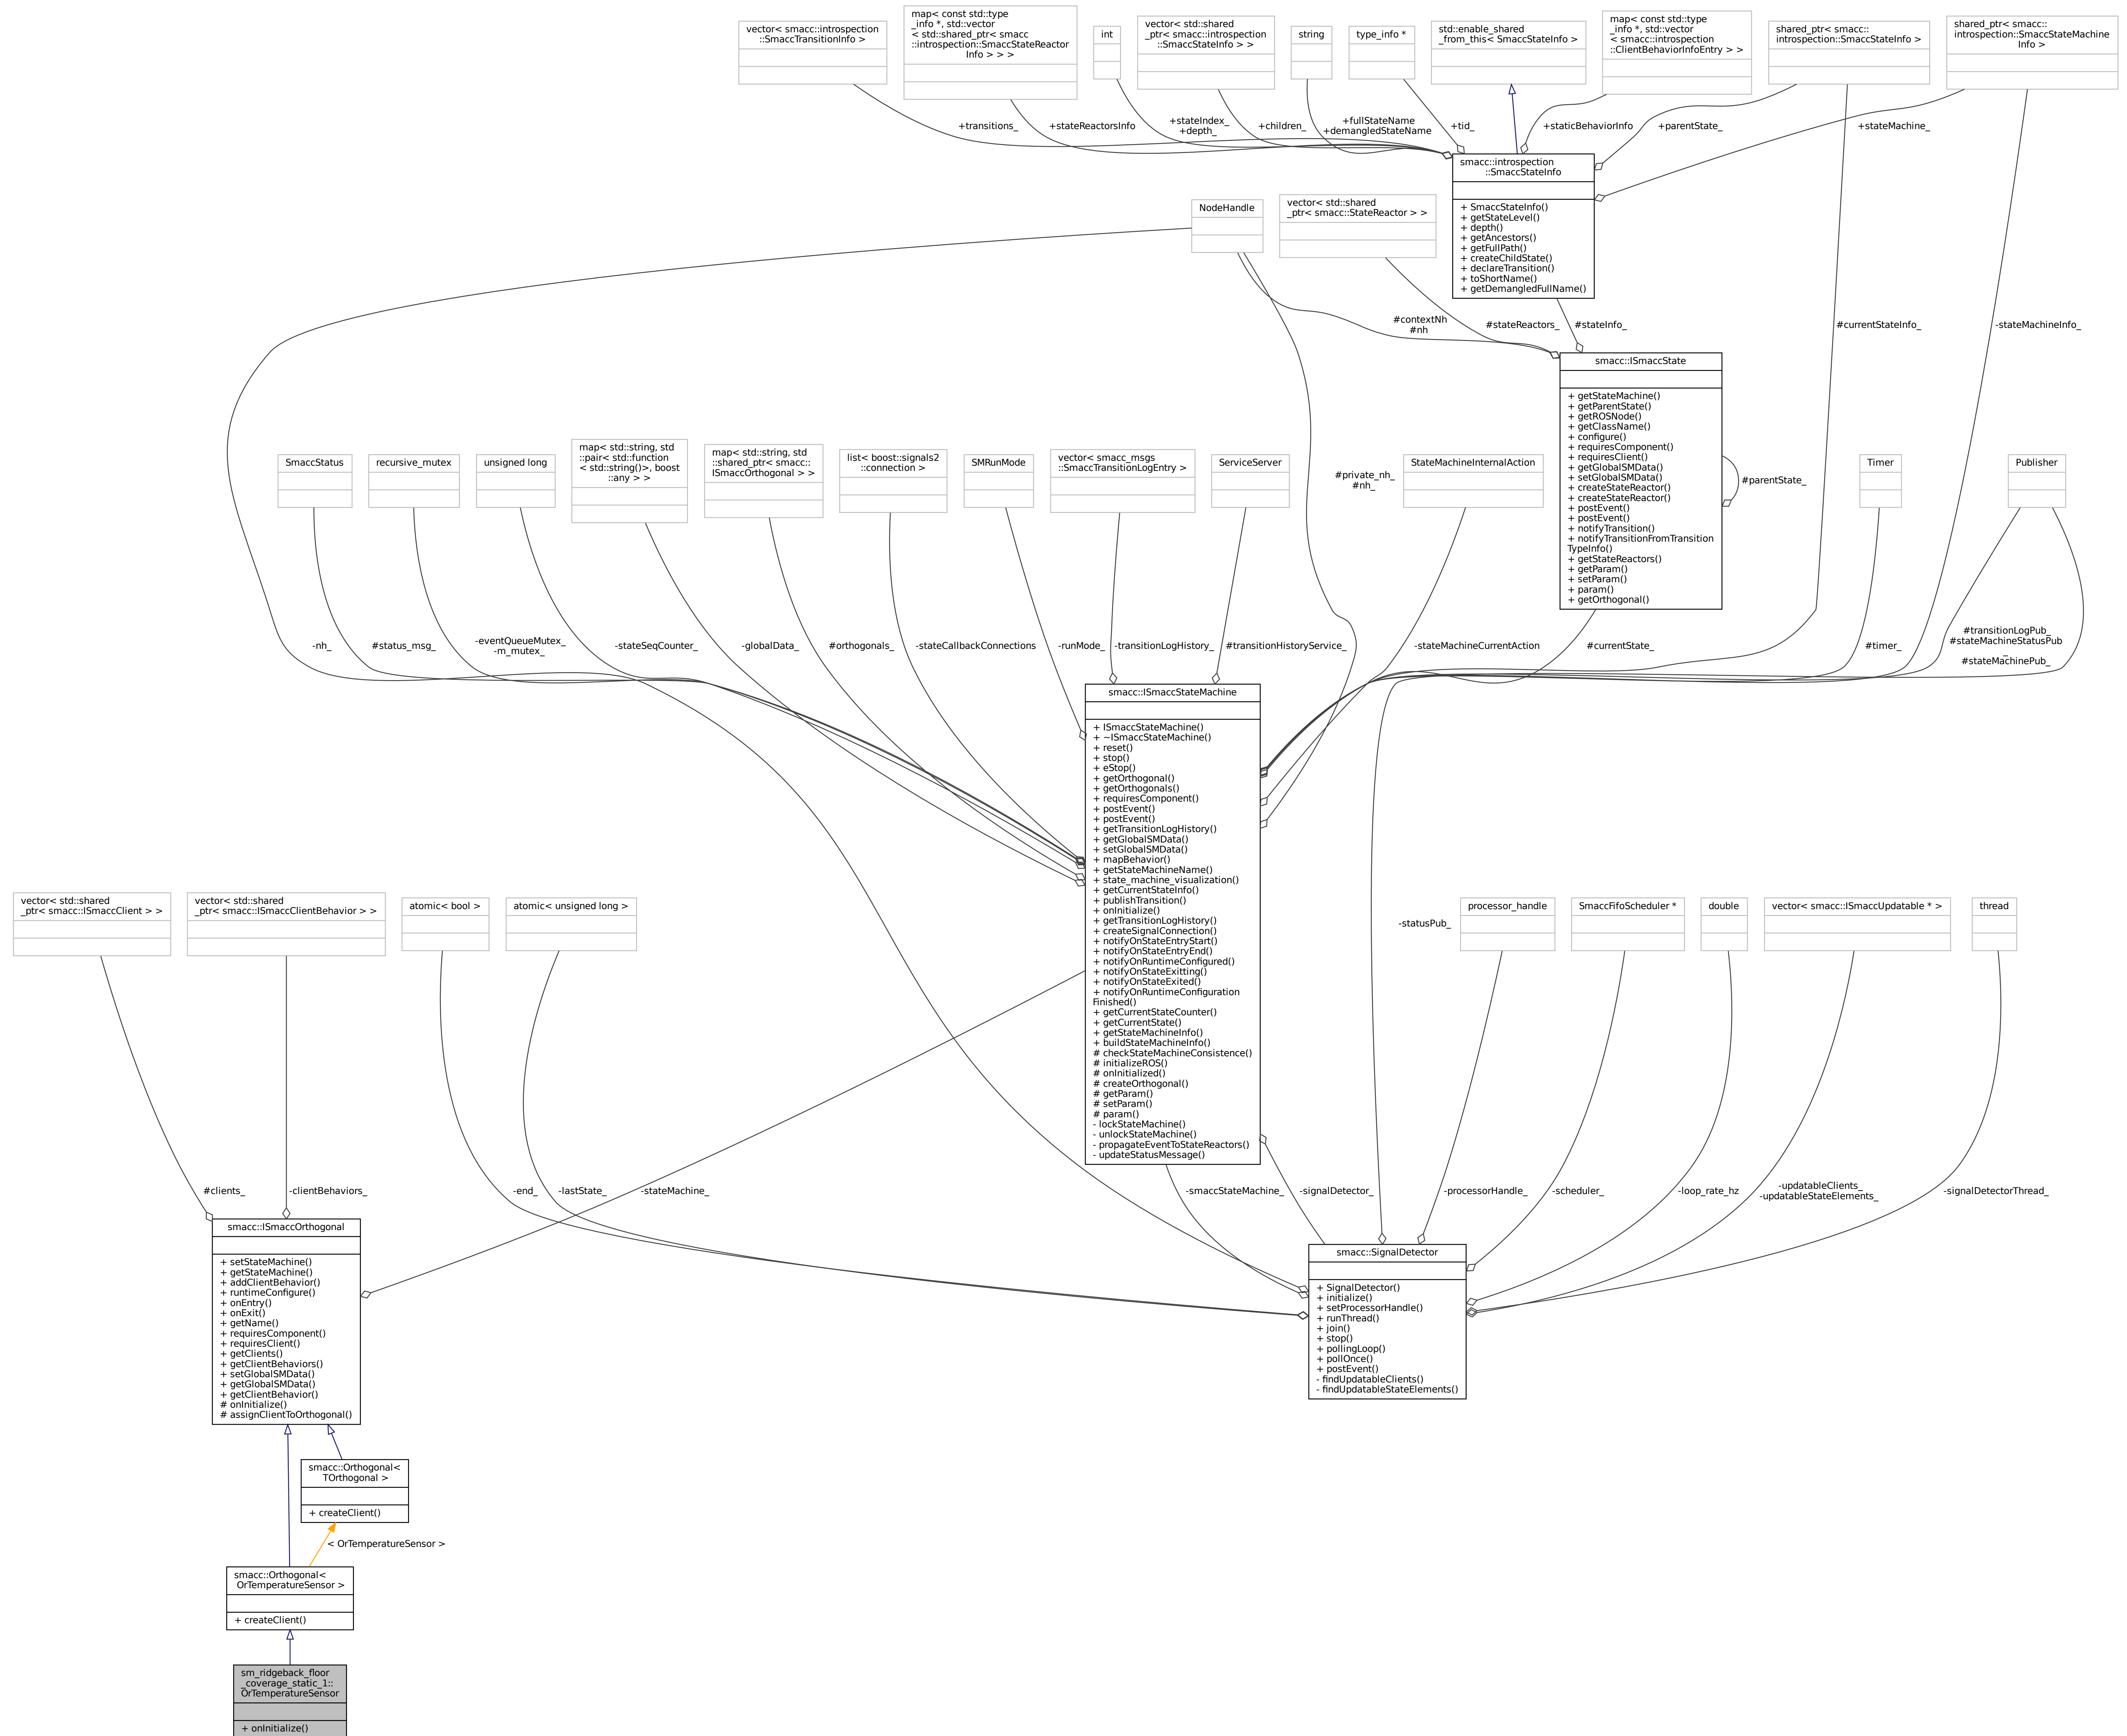 vector< smacc::introspection
::SmaccTransitionInfo >
map< const std::type
_info *, std::vector
< std::shared_ptr< smacc
::introspection::SmaccStateReactor
Info > > >
int
vector< std::shared
_ptr< smacc::introspection
::SmaccStateInfo > >
string
type_info *
std::enable_shared
_from_this< SmaccStateInfo >
map< const std::type
_info *, std::vector
< smacc::introspection
::ClientBehaviorInfoEntry > >
shared_ptr< smacc::
introspection::SmaccStateInfo >
shared_ptr< smacc::
introspection::SmaccStateMachine
Info >
+transitions_
+stateReactorsInfo
+stateIndex_
+depth_
+children_
+fullStateName
+demangledStateName
+tid_
+staticBehaviorInfo
+parentState_
+stateMachine_
smacc::introspection
::SmaccStateInfo
+ SmaccStateInfo()
+ getStateLevel()
+ depth()
+ getAncestors()
+ getFullPath()
+ createChildState()
+ declareTransition()
+ toShortName()
+ getDemangledFullName()
NodeHandle
vector< std::shared
_ptr< smacc::StateReactor > >
#contextNh
#nh
#stateReactors_
#stateInfo_
#currentStateInfo_
-stateMachineInfo_
smacc::ISmaccState
+ getStateMachine()
+ getParentState()
+ getROSNode()
+ getClassName()
+ configure()
+ requiresComponent()
+ requiresClient()
+ getGlobalSMData()
+ setGlobalSMData()
+ createStateReactor()
+ createStateReactor()
+ postEvent()
+ postEvent()
+ notifyTransition()
+ notifyTransitionFromTransition
TypeInfo()
+ getStateReactors()
+ getParam()
+ setParam()
+ param()
+ getOrthogonal()
#parentState_
SmaccStatus
recursive_mutex
unsigned long
map< std::string, std
::pair< std::function
< std::string()>, boost
::any > >
map< std::string, std
::shared_ptr< smacc::
ISmaccOrthogonal > >
list< boost::signals2
::connection >
SMRunMode
vector< smacc_msgs
::SmaccTransitionLogEntry >
ServiceServer
#private_nh_
#nh_
StateMachineInternalAction
Timer
Publisher
-nh_
#status_msg_
-eventQueueMutex_
-m_mutex_
-stateSeqCounter_
-globalData_
#orthogonals_
-stateCallbackConnections
-runMode_
-transitionLogHistory_
#transitionHistoryService_
-stateMachineCurrentAction
#currentState_
#timer_
#transitionLogPub_
#stateMachineStatusPub
_
#stateMachinePub_
smacc::ISmaccStateMachine
+ ISmaccStateMachine()
+ ~ISmaccStateMachine()
+ reset()
+ stop()
+ eStop()
+ getOrthogonal()
+ getOrthogonals()
+ requiresComponent()
+ postEvent()
+ postEvent()
+ getTransitionLogHistory()
+ getGlobalSMData()
+ setGlobalSMData()
+ mapBehavior()
+ getStateMachineName()
+ state_machine_visualization()
+ getCurrentStateInfo()
+ publishTransition()
+ onInitialize()
+ getTransitionLogHistory()
+ createSignalConnection()
+ notifyOnStateEntryStart()
+ notifyOnStateEntryEnd()
+ notifyOnRuntimeConfigured()
+ notifyOnStateExitting()
+ notifyOnStateExited()
+ notifyOnRuntimeConfiguration
Finished()
+ getCurrentStateCounter()
+ getCurrentState()
+ getStateMachineInfo()
+ buildStateMachineInfo()
# checkStateMachineConsistence()
# initializeROS()
# onInitialized()
# createOrthogonal()
# getParam()
# setParam()
# param()
- lockStateMachine()
- unlockStateMachine()
- propagateEventToStateReactors()
- updateStatusMessage()
vector< std::shared
_ptr< smacc::ISmaccClient > >
vector< std::shared
_ptr< smacc::ISmaccClientBehavior > >
atomic< bool >
atomic< unsigned long >
-statusPub_
processor_handle
SmaccFifoScheduler *
double
vector< smacc::ISmaccUpdatable * >
thread
#clients_
-clientBehaviors_
-end_
-lastState_
-stateMachine_
-smaccStateMachine_
-signalDetector_
-processorHandle_
-scheduler_
-loop_rate_hz
-updatableClients_
-updatableStateElements_
-signalDetectorThread_
smacc::ISmaccOrthogonal
+ setStateMachine()
+ getStateMachine()
+ addClientBehavior()
+ runtimeConfigure()
+ onEntry()
+ onExit()
+ getName()
+ requiresComponent()
+ requiresClient()
+ getClients()
+ getClientBehaviors()
+ setGlobalSMData()
+ getGlobalSMData()
+ getClientBehavior()
# onInitialize()
# assignClientToOrthogonal()
smacc::SignalDetector
+ SignalDetector()
+ initialize()
+ setProcessorHandle()
+ runThread()
+ join()
+ stop()
+ pollingLoop()
+ pollOnce()
+ postEvent()
- findUpdatableClients()
- findUpdatableStateElements()
smacc::Orthogonal<
TOrthogonal >
+ createClient()
< OrTemperatureSensor >
smacc::Orthogonal<
OrTemperatureSensor >
+ createClient()
sm_ridgeback_floor
_coverage_static_1::
OrTemperatureSensor
+ onInitialize()